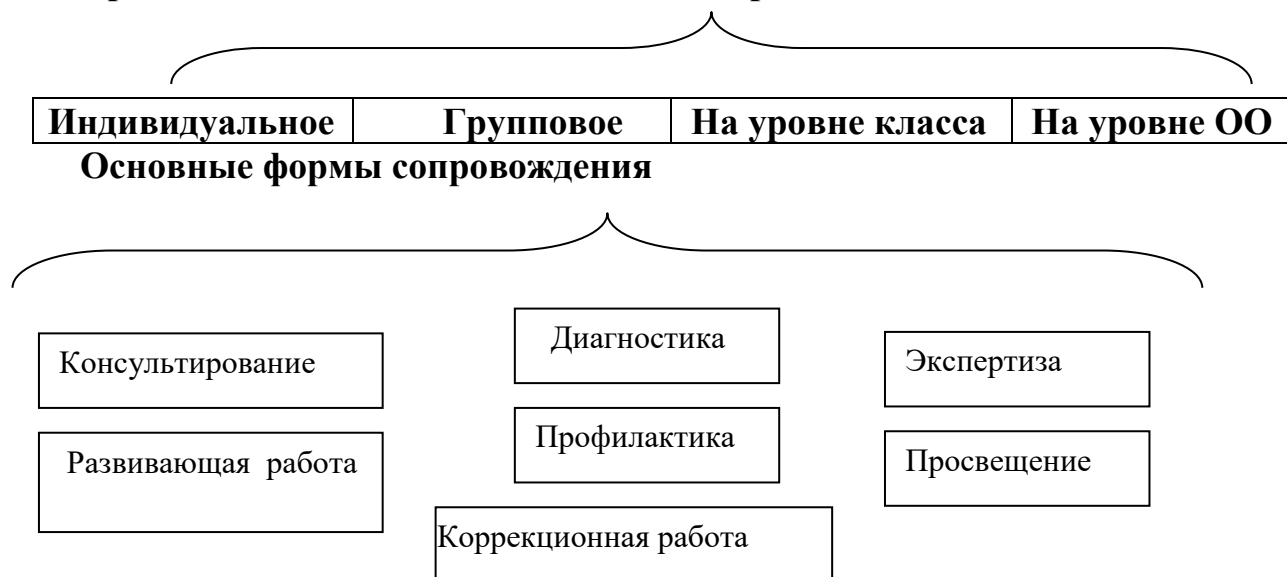 Индивидуальное Групповое На уровне класса На уровне ОО
Основные формы сопровождения
Диагностика
Консультирование
Экспертиза
Профилактика
Развивающая работа
Просвещение
Коррекционная работа